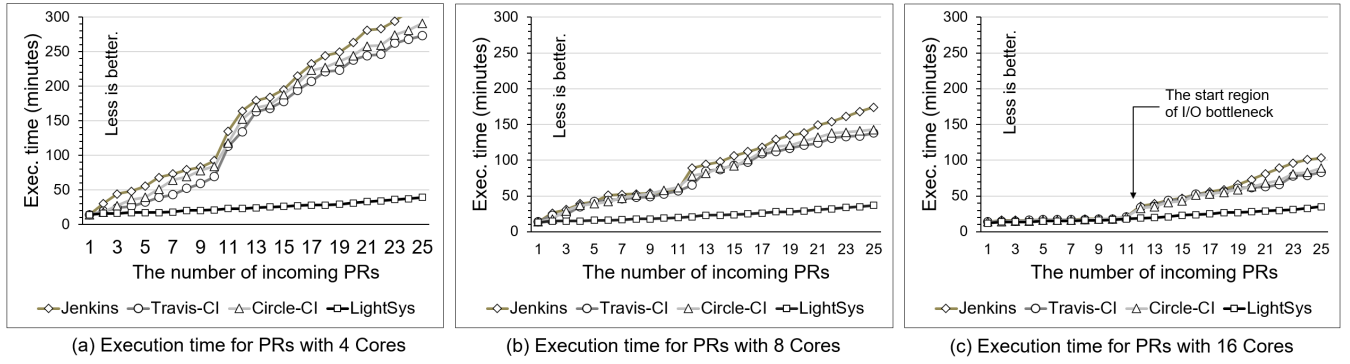 300
250
200
150
100
50
0
Exec. time (minutes)
Less is better.
1 3 5 7 9 11 13 15 17 19 21 23 25
The number of incoming PRs
Jenkins Travis-CI Circle-CI LightSys
(a) Execution time for PRs with 4 Cores
300
250
200
150
100
50
0
Exec. time (minutes)
Less is better.
1 3 5 7 9 11 13 15 17 19 21 23 25
The number of incoming PRs
Jenkins Travis-CI Circle-CI LightSys
(b) Execution time for PRs with 8 Cores
300
250
200
150
100
50
0
Exec. time (minutes)
Less is better.
The start region
of I/O bottleneck
1 3 5 7 9 11 13 15 17 19 21 23 25
The number of incoming PRs
Jenkins Travis-CI Circle-CI LightSys
(c) Execution time for PRs with 16 Cores